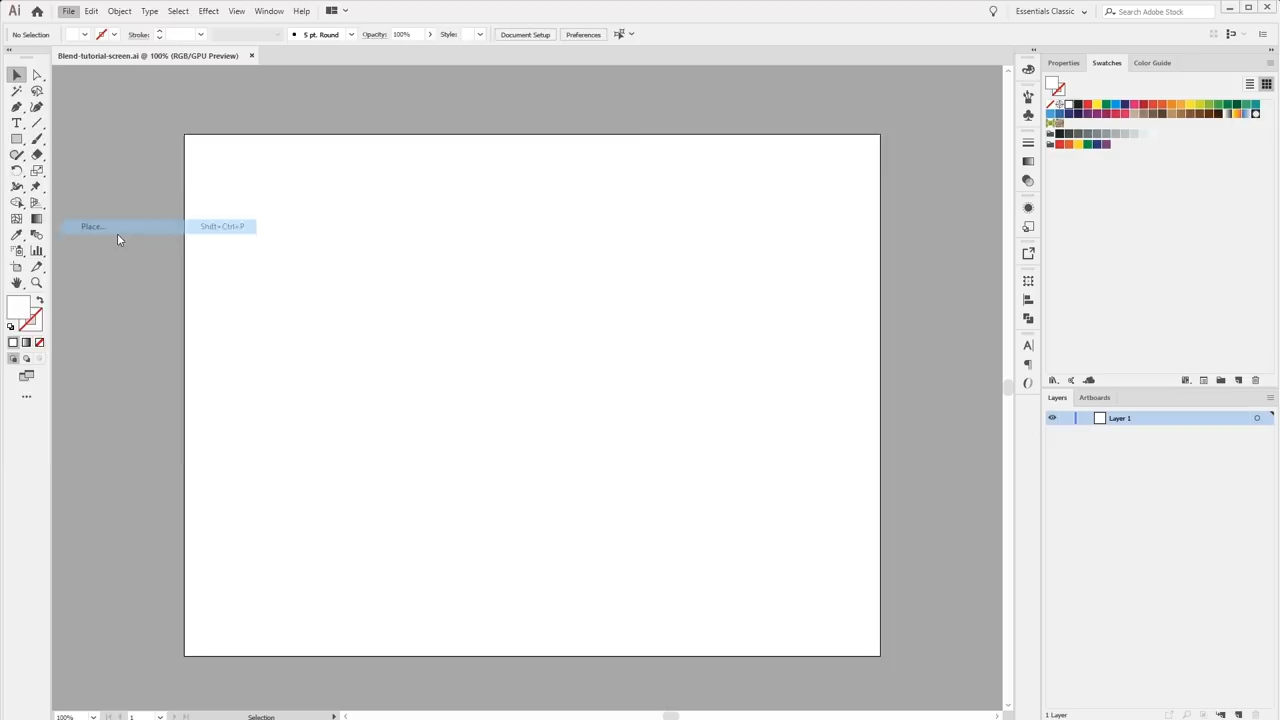 Ai File Edit Object Type Select Effect View Window Help Essentials Classic Search Adobe Stock
No Selection Stroke: 5 pt. Round Opacity: 100% Style: Document Setup Preferences
Blend-tutorial-screen.ai @ 100% (RGB/GPU Preview) ×
Properties Swatches Color Guide
Place... Shift+Ctrl+P
Layers Artboards
Layer 1
1 Layer
100% 1 Selection